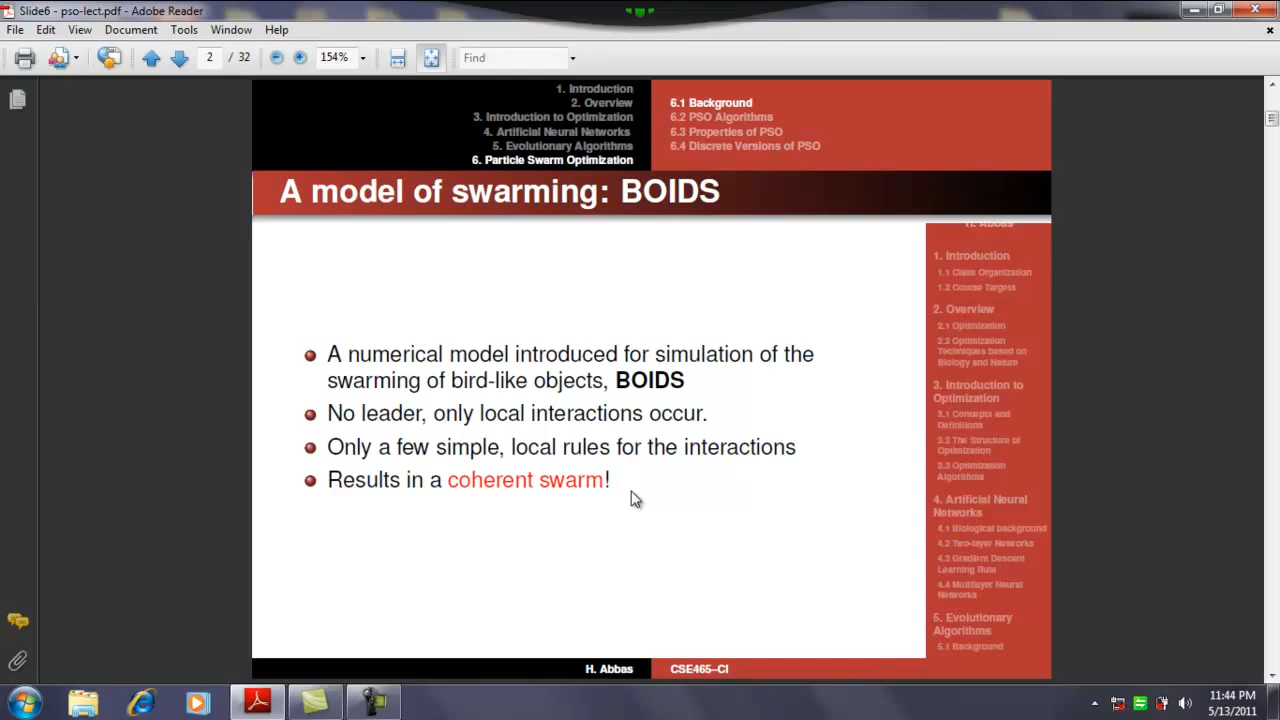 Slide6 - pso-lect.pdf - Adobe Reader
File Edit View Document Tools Window Help
2 / 32 154% Find
1. Introduction
2. Overview
3. Introduction to Optimization
4. Artificial Neural Networks
5. Evolutionary Algorithms
6. Particle Swarm Optimization
6.1 Background
6.2 PSO Algorithms
6.3 Properties of PSO
6.4 Discrete Versions of PSO
A model of swarming: BOIDS
A numerical model introduced for simulation of the
swarming of bird-like objects, BOIDS
No leader, only local interactions occur.
Only a few simple, local rules for the interactions
Results in a coherent swarm!
H. Abbas
1. Introduction
1.1 Class Organization
1.2 Course Targets
2. Overview
2.1 Optimization
2.2 Optimization
Techniques based on
Biology and Nature
3. Introduction to
Optimization
3.1 Concepts and
Definitions
3.2 The Structure of
Optimization
3.3 Optimization
Algorithms
4. Artificial Neural
Networks
4.1 Biological background
4.2 Two-layer Networks
4.3 Gradient Descent
Learning Rule
4.4 Multilayer Neural
Networks
5. Evolutionary
Algorithms
5.1 Background
H. Abbas CSE465–CI
11:44 PM
5/13/2011